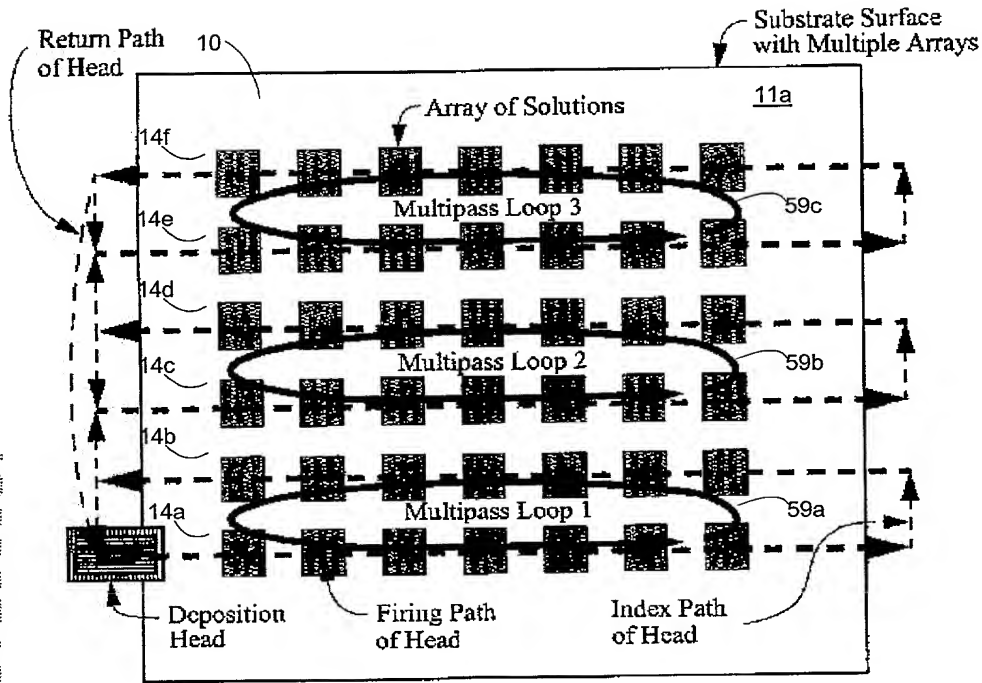 Return Path
of Head
10
Substrate Surface
with Multiple Arrays
11a
Array of Solutions
14f
Multipass Loop 3
59c
14e
14d
14c
Multipass Loop 2
59b
14b
14a
Multipass Loop 1
59a
Deposition
Head
Firing Path
of Head
Index Path
of Head